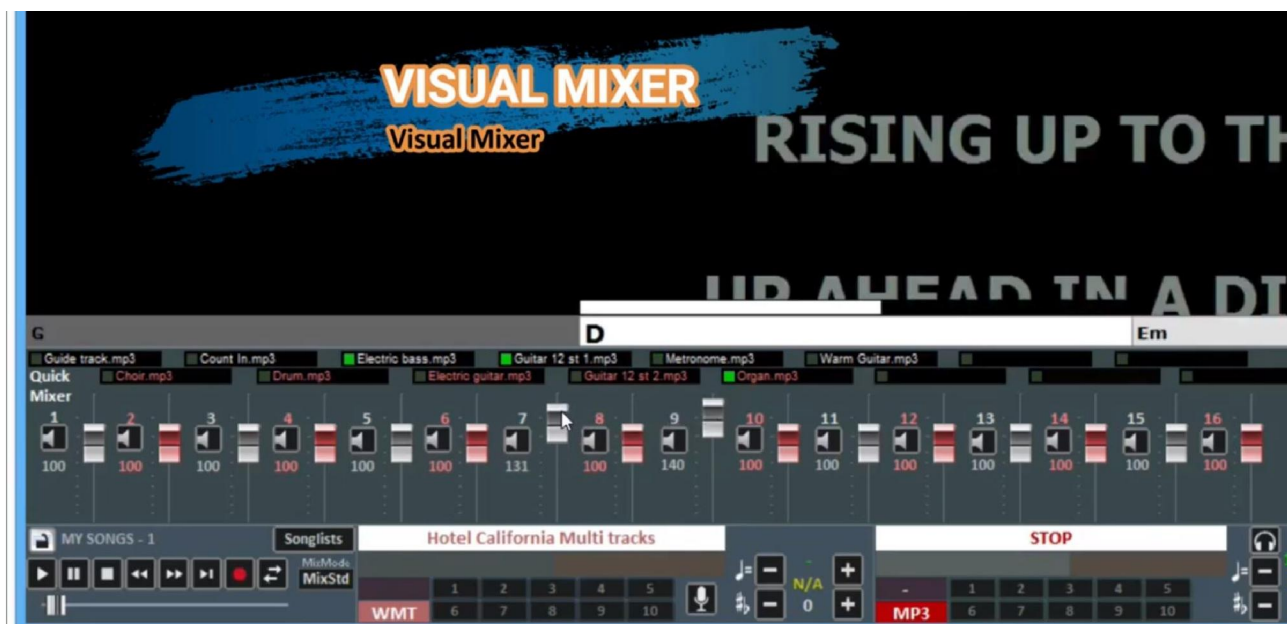 VISUAL MIXER
Visual Mixer
RISING UP TO TH
UP AHEAD IN A DI
G D Em
Guide track.mp3 Count In.mp3 Electric bass.mp3 Guitar 12 st 1.mp3 Metronome.mp3 Warm Guitar.mp3
Quick Choir.mp3 Drum.mp3 Electric guitar.mp3 Guitar 12 st 2.mp3 Organ.mp3
Mixer
1 2 3 4 5 6 7 8 9 10 11 12 13 14 15 16
100 100 100 100 100 100 131 100 140 100 100 100 100 100 100 100
MY SONGS - 1 Songlists Hotel California Multi tracks STOP
MixMode
MixStd
1 2 3 4 5 N/A - 1 2 3 4 5
WMT 6 7 8 9 10 0 MP3 6 7 8 9 10